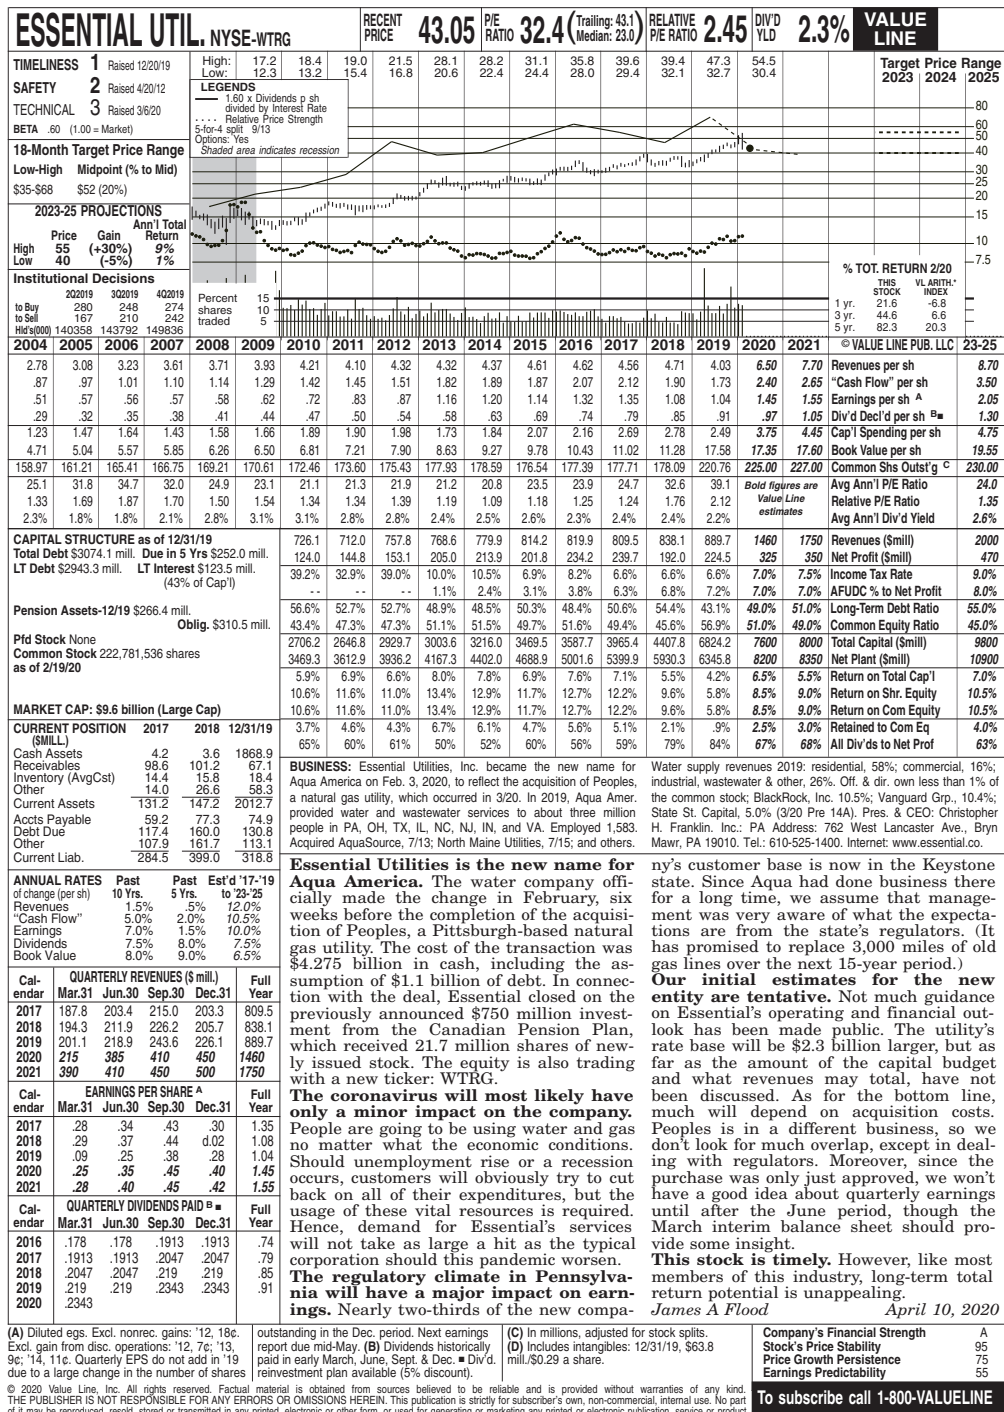 ESSENTIAL UTIL. NYSE-WTRG RECENT PRICE 43.05 P/E RATIO 32.4 (Trailing: 43.1 Median: 23.0) RELATIVE P/E RATIO 2.45 DIV'D YLD 2.3% VALUE LINE
TIMELINESS 1 Raised 12/20/19
SAFETY 2 Raised 4/20/12
TECHNICAL 3 Raised 3/6/20
BETA .60 (1.00 = Market)
18-Month Target Price Range
Low-High Midpoint (% to Mid)
$35-$68 $52 (20%)
2023-25 PROJECTIONS
Ann'l Total
Price Gain Return
High 55 (+30%) 9%
Low 40 (-5%) 1%
Institutional Decisions
2Q2019 3Q2019 4Q2019
to Buy 280 248 274
to Sell 167 210 242
Hld's(000) 140358 143792 149836
High: 17.2 18.4 19.0 21.5 28.1 28.2 31.1 35.8 39.6 39.4 47.3 54.5
Low: 12.3 13.2 15.4 16.8 20.6 22.4 24.4 28.0 29.4 32.1 32.7 30.4
LEGENDS
1.60 x Dividends p sh
divided by Interest Rate
. . . . Relative Price Strength
5-for-4 split 9/13
Options: Yes
Shaded area indicates recession
Target Price Range
2023 2024 2025
80
60
50
40
30
25
20
15
10
7.5
Percent shares traded
15
10
5
% TOT. RETURN 2/20
THIS STOCK VL ARITH.* INDEX
1 yr. 21.6 -6.8
3 yr. 44.6 6.6
5 yr. 82.3 20.3
2004 2005 2006 2007 2008 2009 2010 2011 2012 2013 2014 2015 2016 2017 2018 2019 2020 2021 © VALUE LINE PUB. LLC 23-25
2.78 3.08 3.23 3.61 3.71 3.93 4.21 4.10 4.32 4.32 4.37 4.61 4.62 4.56 4.71 4.03 6.50 7.70 Revenues per sh 8.70
.87 .97 1.01 1.10 1.14 1.29 1.42 1.45 1.51 1.82 1.89 1.87 2.07 2.12 1.90 1.73 2.40 2.65 "Cash Flow" per sh 3.50
.51 .57 .56 .57 .58 .62 .72 .83 .87 1.16 1.20 1.14 1.32 1.35 1.08 1.04 1.45 1.55 Earnings per sh A 2.05
.29 .32 .35 .38 .41 .44 .47 .50 .54 .58 .63 .69 .74 .79 .85 .91 .97 1.05 Div'd Decl'd per sh B■ 1.30
1.23 1.47 1.64 1.43 1.58 1.66 1.89 1.90 1.98 1.73 1.84 2.07 2.16 2.69 2.78 2.49 3.75 4.45 Cap'l Spending per sh 4.75
4.71 5.04 5.57 5.85 6.26 6.50 6.81 7.21 7.90 8.63 9.27 9.78 10.43 11.02 11.28 17.58 17.35 17.60 Book Value per sh 19.55
158.97 161.21 165.41 166.75 169.21 170.61 172.46 173.60 175.43 177.93 178.59 176.54 177.39 177.71 178.09 220.76 225.00 227.00 Common Shs Outst'g C 230.00
25.1 31.8 34.7 32.0 24.9 23.1 21.1 21.3 21.9 21.2 20.8 23.5 23.9 24.7 32.6 39.1 Bold figures are Avg Ann'l P/E Ratio 24.0
1.33 1.69 1.87 1.70 1.50 1.54 1.34 1.34 1.39 1.19 1.09 1.18 1.25 1.24 1.76 2.12 Value Line Relative P/E Ratio 1.35
2.3% 1.8% 1.8% 2.1% 2.8% 3.1% 3.1% 2.8% 2.8% 2.4% 2.5% 2.6% 2.3% 2.4% 2.4% 2.2% estimates Avg Ann'l Div'd Yield 2.6%
CAPITAL STRUCTURE as of 12/31/19
Total Debt $3074.1 mill. Due in 5 Yrs $252.0 mill.
LT Debt $2943.3 mill. LT Interest $123.5 mill.
(43% of Cap'l)
Pension Assets-12/19 $266.4 mill.
Oblig. $310.5 mill.
Pfd Stock None
Common Stock 222,781,536 shares
as of 2/19/20
MARKET CAP: $9.6 billion (Large Cap)
726.1 712.0 757.8 768.6 779.9 814.2 819.9 809.5 838.1 889.7 1460 1750 Revenues ($mill) 2000
124.0 144.8 153.1 205.0 213.9 201.8 234.2 239.7 192.0 224.5 325 350 Net Profit ($mill) 470
39.2% 32.9% 39.0% 10.0% 10.5% 6.9% 8.2% 6.6% 6.6% 6.6% 7.0% 7.5% Income Tax Rate 9.0%
- - - - - - 1.1% 2.4% 3.1% 3.8% 6.3% 6.8% 7.2% 7.0% 7.0% AFUDC % to Net Profit 8.0%
56.6% 52.7% 52.7% 48.9% 48.5% 50.3% 48.4% 50.6% 54.4% 43.1% 49.0% 51.0% Long-Term Debt Ratio 55.0%
43.4% 47.3% 47.3% 51.1% 51.5% 49.7% 51.6% 49.4% 45.6% 56.9% 51.0% 49.0% Common Equity Ratio 45.0%
2706.2 2646.8 2929.7 3003.6 3216.0 3469.5 3587.7 3965.4 4407.8 6824.2 7600 8000 Total Capital ($mill) 9800
3469.3 3612.9 3936.2 4167.3 4402.0 4688.9 5001.6 5399.9 5930.3 6345.8 8200 8350 Net Plant ($mill) 10900
5.9% 6.9% 6.6% 8.0% 7.8% 6.9% 7.6% 7.1% 5.5% 4.2% 6.5% 5.5% Return on Total Cap'l 7.0%
10.6% 11.6% 11.0% 13.4% 12.9% 11.7% 12.7% 12.2% 9.6% 5.8% 8.5% 9.0% Return on Shr. Equity 10.5%
10.6% 11.6% 11.0% 13.4% 12.9% 11.7% 12.7% 12.2% 9.6% 5.8% 8.5% 9.0% Return on Com Equity 10.5%
3.7% 4.6% 4.3% 6.7% 6.1% 4.7% 5.6% 5.1% 2.1% .9% 2.5% 3.0% Retained to Com Eq 4.0%
65% 60% 61% 50% 52% 60% 56% 59% 79% 84% 67% 68% All Div'ds to Net Prof 63%
CURRENT POSITION 2017 2018 12/31/19
($MILL.)
Cash Assets 4.2 3.6 1868.9
Receivables 98.6 101.2 67.1
Inventory (AvgCst) 14.4 15.8 18.4
Other 14.0 26.6 58.3
Current Assets 131.2 147.2 2012.7
Accts Payable 59.2 77.3 74.9
Debt Due 117.4 160.0 130.8
Other 107.9 161.7 113.1
Current Liab. 284.5 399.0 318.8
ANNUAL RATES Past Past Est'd '17-'19
of change (per sh) 10 Yrs. 5 Yrs. to '23-'25
Revenues 1.5% .5% 12.0%
"Cash Flow" 5.0% 2.0% 10.5%
Earnings 7.0% 1.5% 10.0%
Dividends 7.5% 8.0% 7.5%
Book Value 8.0% 9.0% 6.5%
Cal-endar QUARTERLY REVENUES ($ mill.) Full Year
Mar.31 Jun.30 Sep.30 Dec.31
2017 187.8 203.4 215.0 203.3 809.5
2018 194.3 211.9 226.2 205.7 838.1
2019 201.1 218.9 243.6 226.1 889.7
2020 215 385 410 450 1460
2021 390 410 450 500 1750
Cal-endar EARNINGS PER SHARE A Full Year
Mar.31 Jun.30 Sep.30 Dec.31
2017 .28 .34 .43 .30 1.35
2018 .29 .37 .44 d.02 1.08
2019 .09 .25 .38 .28 1.04
2020 .25 .35 .45 .40 1.45
2021 .28 .40 .45 .42 1.55
Cal-endar QUARTERLY DIVIDENDS PAID B ■ Full Year
Mar.31 Jun.30 Sep.30 Dec.31
2016 .178 .178 .1913 .1913 .74
2017 .1913 .1913 .2047 .2047 .79
2018 .2047 .2047 .219 .219 .85
2019 .219 .219 .2343 .2343 .91
2020 .2343
BUSINESS: Essential Utilities, Inc. became the new name for
Aqua America on Feb. 3, 2020, to reflect the acquisition of Peoples,
a natural gas utility, which occurred in 3/20. In 2019, Aqua Amer.
provided water and wastewater services to about three million
people in PA, OH, TX, IL, NC, NJ, IN, and VA. Employed 1,583.
Acquired AquaSource, 7/13; North Maine Utilities, 7/15; and others.
Water supply revenues 2019: residential, 58%; commercial, 16%;
industrial, wastewater & other, 26%. Off. & dir. own less than 1% of
the common stock; BlackRock, Inc. 10.5%; Vanguard Grp., 10.4%;
State St. Capital, 5.0% (3/20 Pre 14A). Pres. & CEO: Christopher
H. Franklin. Inc.: PA Address: 762 West Lancaster Ave., Bryn
Mawr, PA 19010. Tel.: 610-525-1400. Internet: www.essential.co.
Essential Utilities is the new name for
Aqua America. The water company offi-
cially made the change in February, six
weeks before the completion of the acquisi-
tion of Peoples, a Pittsburgh-based natural
gas utility. The cost of the transaction was
$4.275 billion in cash, including the as-
sumption of $1.1 billion of debt. In connec-
tion with the deal, Essential closed on the
previously announced $750 million invest-
ment from the Canadian Pension Plan,
which received 21.7 million shares of new-
ly issued stock. The equity is also trading
with a new ticker: WTRG.
The coronavirus will most likely have
only a minor impact on the company.
People are going to be using water and gas
no matter what the economic conditions.
Should unemployment rise or a recession
occurs, customers will obviously try to cut
back on all of their expenditures, but the
usage of these vital resources is required.
Hence, demand for Essential's services
will not take as large a hit as the typical
corporation should this pandemic worsen.
The regulatory climate in Pennsylva-
nia will have a major impact on earn-
ings. Nearly two-thirds of the new compa-
ny's customer base is now in the Keystone
state. Since Aqua had done business there
for a long time, we assume that manage-
ment was very aware of what the expecta-
tions are from the state's regulators. (It
has promised to replace 3,000 miles of old
gas lines over the next 15-year period.)
Our initial estimates for the new
entity are tentative. Not much guidance
on Essential's operating and financial out-
look has been made public. The utility's
rate base will be $2.3 billion larger, but as
far as the amount of the capital budget
and what revenues may total, have not
been discussed. As for the bottom line,
much will depend on acquisition costs.
Peoples is in a different business, so we
don't look for much overlap, except in deal-
ing with regulators. Moreover, since the
purchase was only just approved, we won't
have a good idea about quarterly earnings
until after the June period, though the
March interim balance sheet should pro-
vide some insight.
This stock is timely. However, like most
members of this industry, long-term total
return potential is unappealing.
James A Flood April 10, 2020
(A) Diluted egs. Excl. nonrec. gains: '12, 18¢.
Excl. gain from disc. operations: '12, 7¢; '13,
9¢; '14, 11¢. Quarterly EPS do not add in '19
due to a large change in the number of shares
outstanding in the Dec. period. Next earnings
report due mid-May. (B) Dividends historically
paid in early March, June, Sept. & Dec. ■ Div'd.
reinvestment plan available (5% discount).
(C) In millions, adjusted for stock splits.
(D) Includes intangibles: 12/31/19, $63.8
mill./$0.29 a share.
Company's Financial Strength A
Stock's Price Stability 95
Price Growth Persistence 75
Earnings Predictability 55
© 2020 Value Line, Inc. All rights reserved. Factual material is obtained from sources believed to be reliable and is provided without warranties of any kind.
THE PUBLISHER IS NOT RESPONSIBLE FOR ANY ERRORS OR OMISSIONS HEREIN. This publication is strictly for subscriber's own, non-commercial, internal use. No part
of it may be reproduced, resold, stored or transmitted in any printed, electronic or other form, or used for generating or marketing any printed or electronic publication, service or product
To subscribe call 1-800-VALUELINE